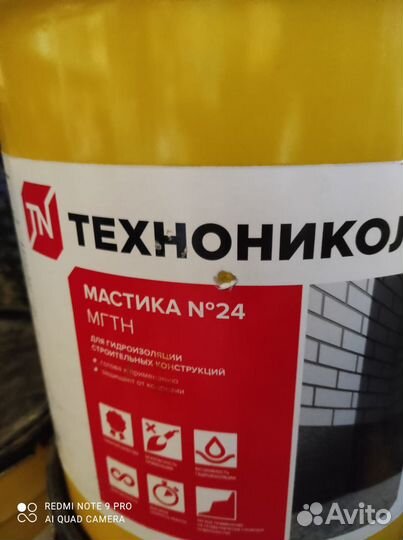 TN ТЕХНОНИКОЛ
МАСТИКА №24
МГТН
ДЛЯ ГИДРОИЗОЛЯЦИИ
СТРОИТЕЛЬНЫХ КОНСТРУКЦИЙ
• готова к применению
• защищает от коррозии
REDMI NOTE 9 PRO
AI QUAD CAMERA
Avito